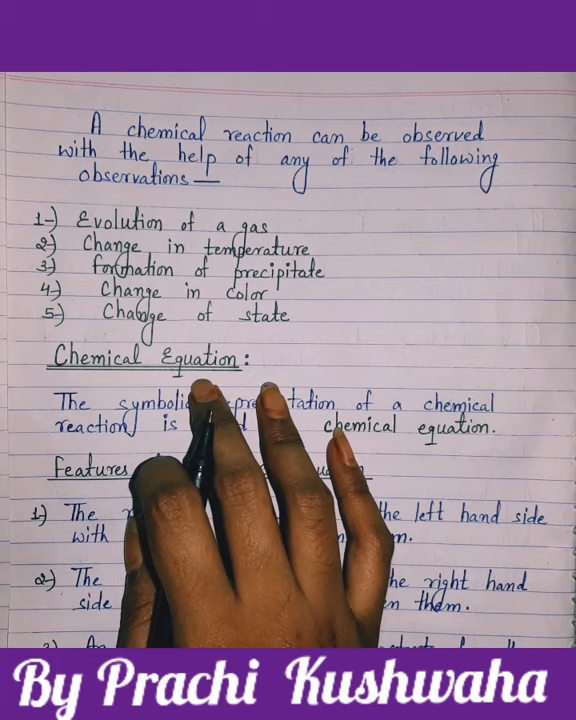 A chemical reaction can be observed
with the help of any of the following
observations —
1-) Evolution of a gas
2-) Change in temperature
3-) formation of precipitate
4-) Change in color
5-) Change of state
Chemical Equation :
The symbolic tation of a chemical
reaction is chemical equation.
Features
1) The the left hand side
with
2) The the right hand
side them.
By Prachi Kushwaha